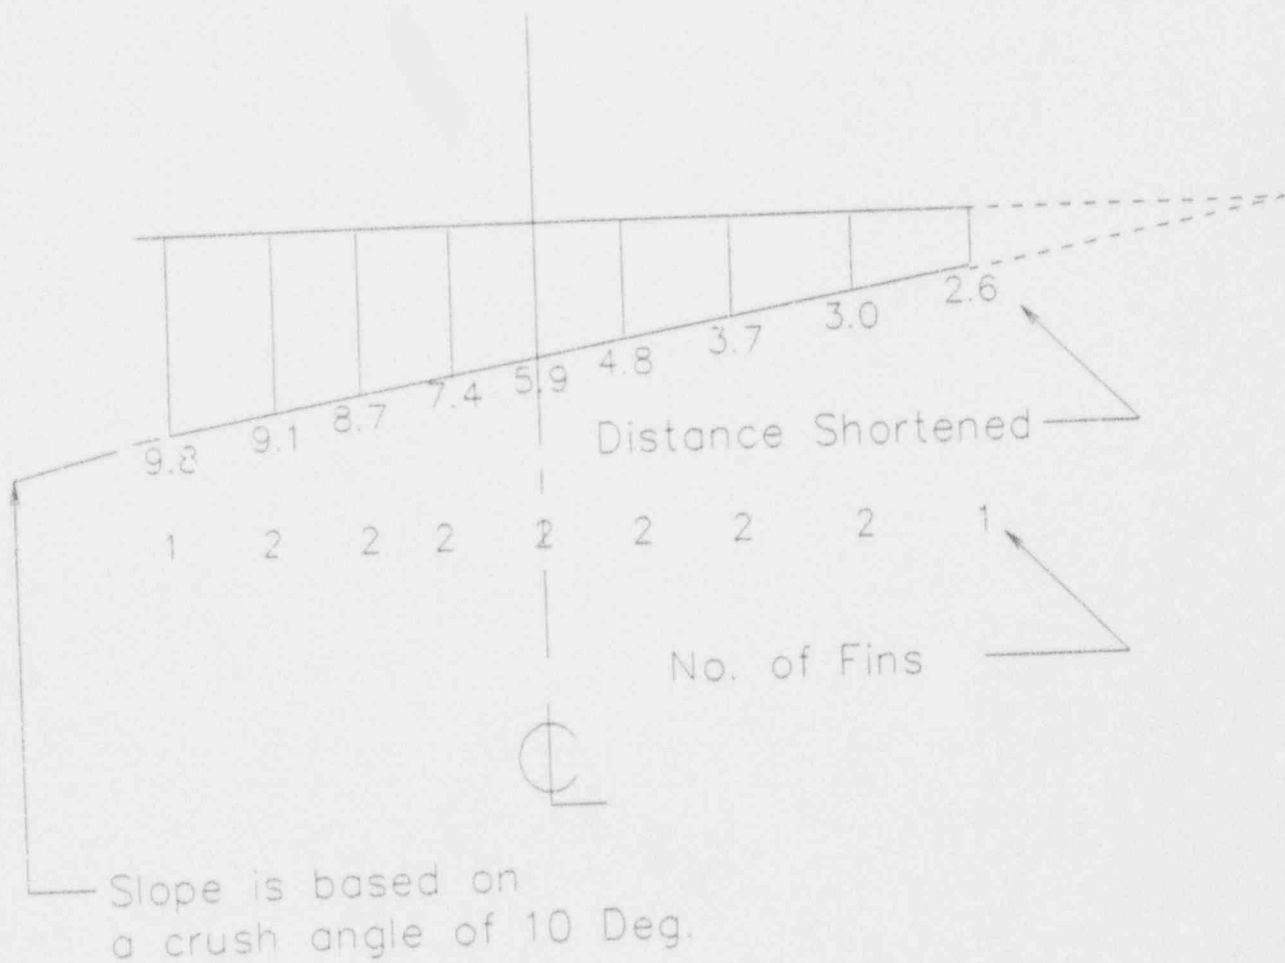 9.8 9.1 8.7 7.4 5.9 4.8 3.7 3.0 2.6
Distance Shortened
1 2 2 2 2 2 2 2 1
No. of Fins
℄
Slope is based on
a crush angle of 10 Deg.